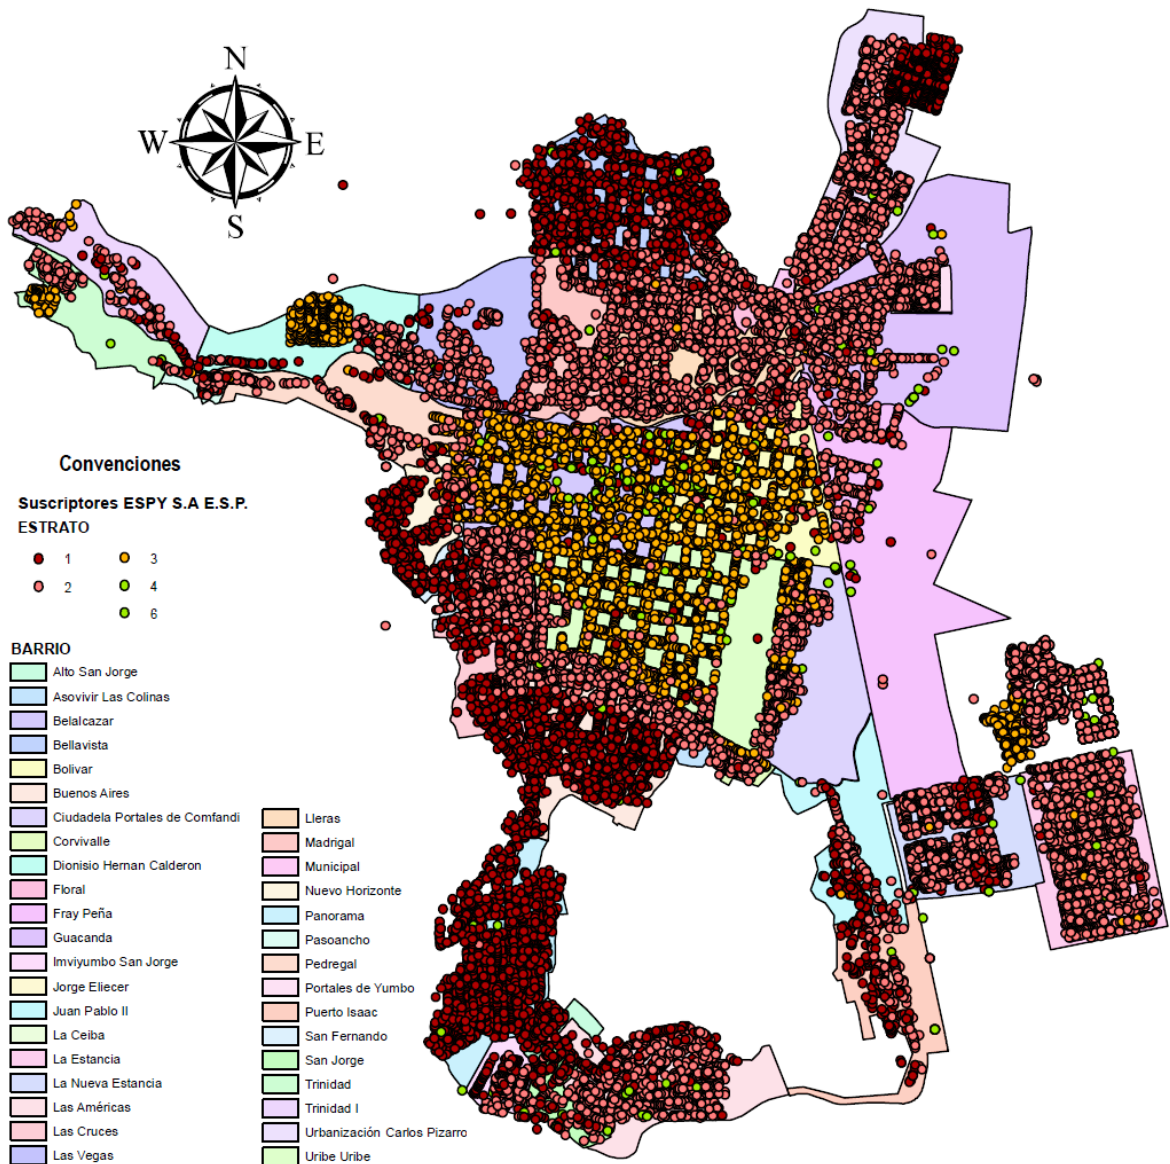 N
W
E
S
Convenciones
Suscriptores ESPY S.A E.S.P.
ESTRATO
1
3
2
4
6
BARRIO
Alto San Jorge
Asovivir Las Colinas
Belalcazar
Bellavista
Bolivar
Buenos Aires
Ciudadela Portales de Comfandi
Corvivalle
Dionisio Hernan Calderon
Floral
Fray Peña
Guacanda
Imviyumbo San Jorge
Jorge Eliecer
Juan Pablo II
La Ceiba
La Estancia
La Nueva Estancia
Las Américas
Las Cruces
Las Vegas
Lleras
Madrigal
Municipal
Nuevo Horizonte
Panorama
Pasoancho
Pedregal
Portales de Yumbo
Puerto Isaac
San Fernando
San Jorge
Trinidad
Trinidad I
Urbanización Carlos Pizarro
Uribe Uribe